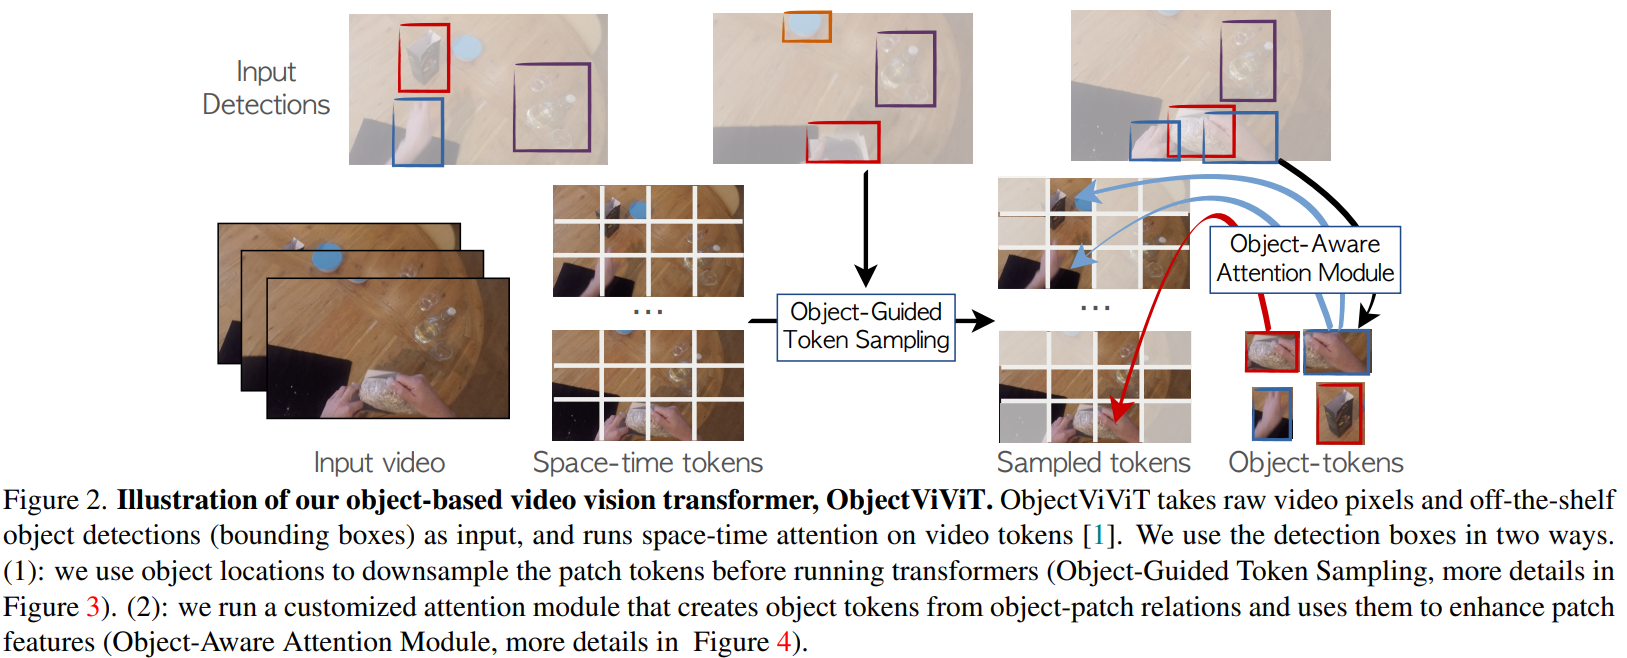 Input
Detections
Object-Aware
Attention Module
Object-Guided
Token Sampling
...
...
Input video
Space-time tokens
Sampled tokens
Object-tokens
Figure 2. Illustration of our object-based video vision transformer, ObjectViViT. ObjectViViT takes raw video pixels and off-the-shelf
object detections (bounding boxes) as input, and runs space-time attention on video tokens [1]. We use the detection boxes in two ways.
(1): we use object locations to downsample the patch tokens before running transformers (Object-Guided Token Sampling, more details in
Figure 3). (2): we run a customized attention module that creates object tokens from object-patch relations and uses them to enhance patch
features (Object-Aware Attention Module, more details in Figure 4).